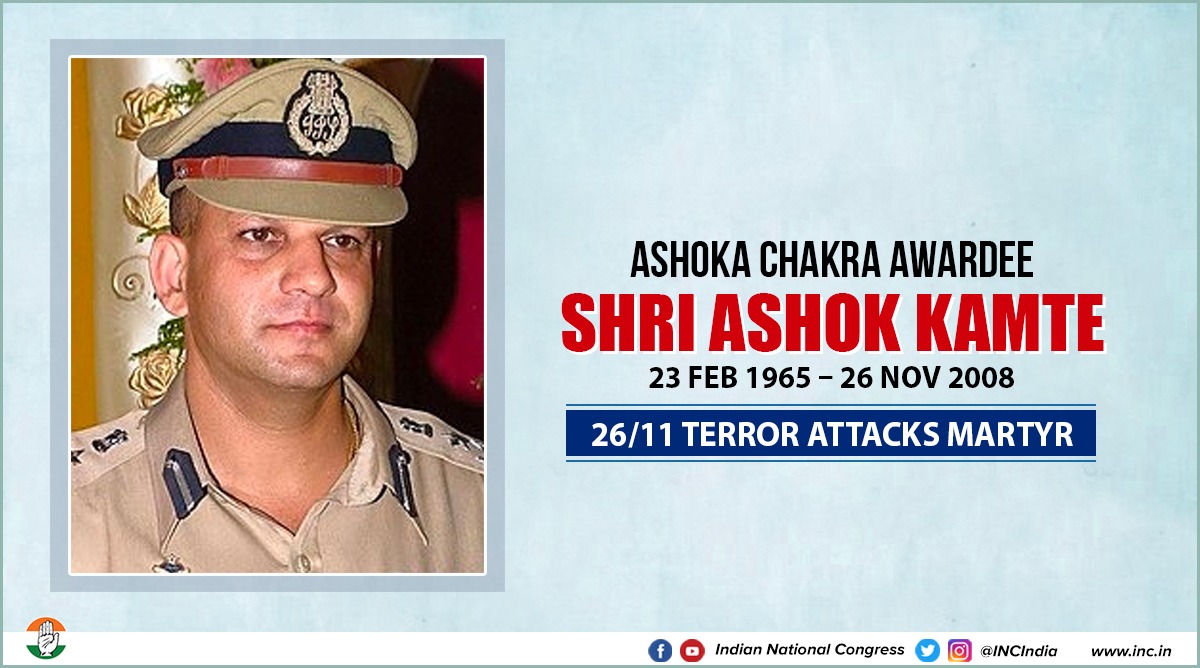 ASHOKA CHAKRA AWARDEE
SHRI ASHOK KAMTE
23 FEB 1965 – 26 NOV 2008
26/11 TERROR ATTACKS MARTYR
Indian National Congress @INCIndia www.inc.in